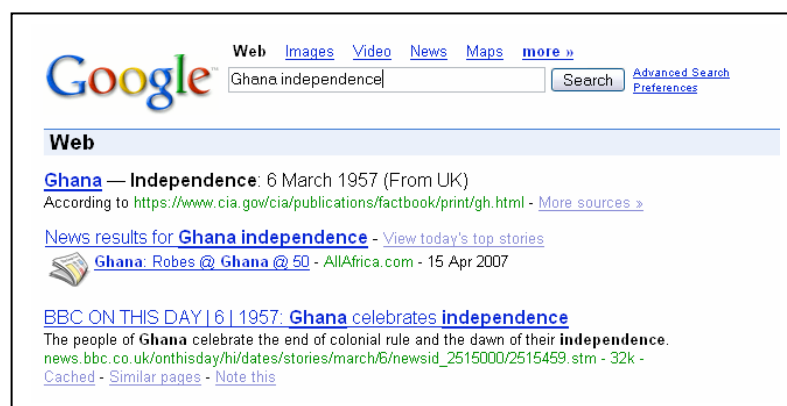 Web Images Video News Maps more »
Google™ Ghana independence Search Advanced Search
Preferences
Web
Ghana — Independence: 6 March 1957 (From UK)
According to https://www.cia.gov/cia/publications/factbook/print/gh.html - More sources »
News results for Ghana independence - View today's top stories
Ghana: Robes @ Ghana @ 50 - AllAfrica.com - 15 Apr 2007
BBC ON THIS DAY | 6 | 1957: Ghana celebrates independence
The people of Ghana celebrate the end of colonial rule and the dawn of their independence.
news.bbc.co.uk/onthisday/hi/dates/stories/march/6/newsid_2515000/2515459.stm - 32k -
Cached - Similar pages - Note this